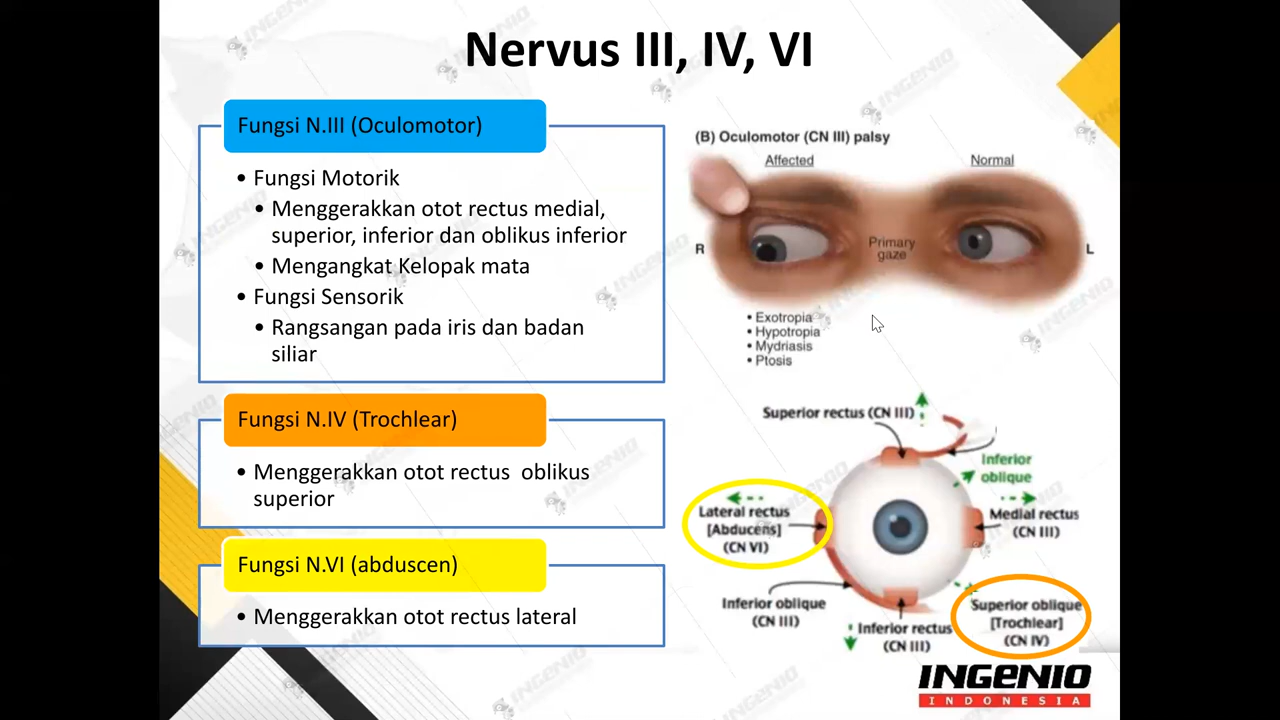 Nervus III, IV, VI
Fungsi N.III (Oculomotor)
• Fungsi Motorik
• Menggerakkan otot rectus medial,
superior, inferior dan oblikus inferior
• Mengangkat Kelopak mata
• Fungsi Sensorik
• Rangsangan pada iris dan badan
siliar
Fungsi N.IV (Trochlear)
• Menggerakkan otot rectus oblikus
superior
Fungsi N.VI (abduscen)
• Menggerakkan otot rectus lateral
(B) Oculomotor (CN III) palsy
Affected
Normal
R
Primary
gaze
L
• Exotropia
• Hypotropia
• Mydriasis
• Ptosis
Superior rectus (CN III)
Inferior
oblique
Lateral rectus
[Abducens]
(CN VI)
Medial rectus
(CN III)
Inferior oblique
(CN III)
Inferior rectus
(CN III)
Superior oblique
[Trochlear]
(CN IV)
INGENIO
INDONESIA